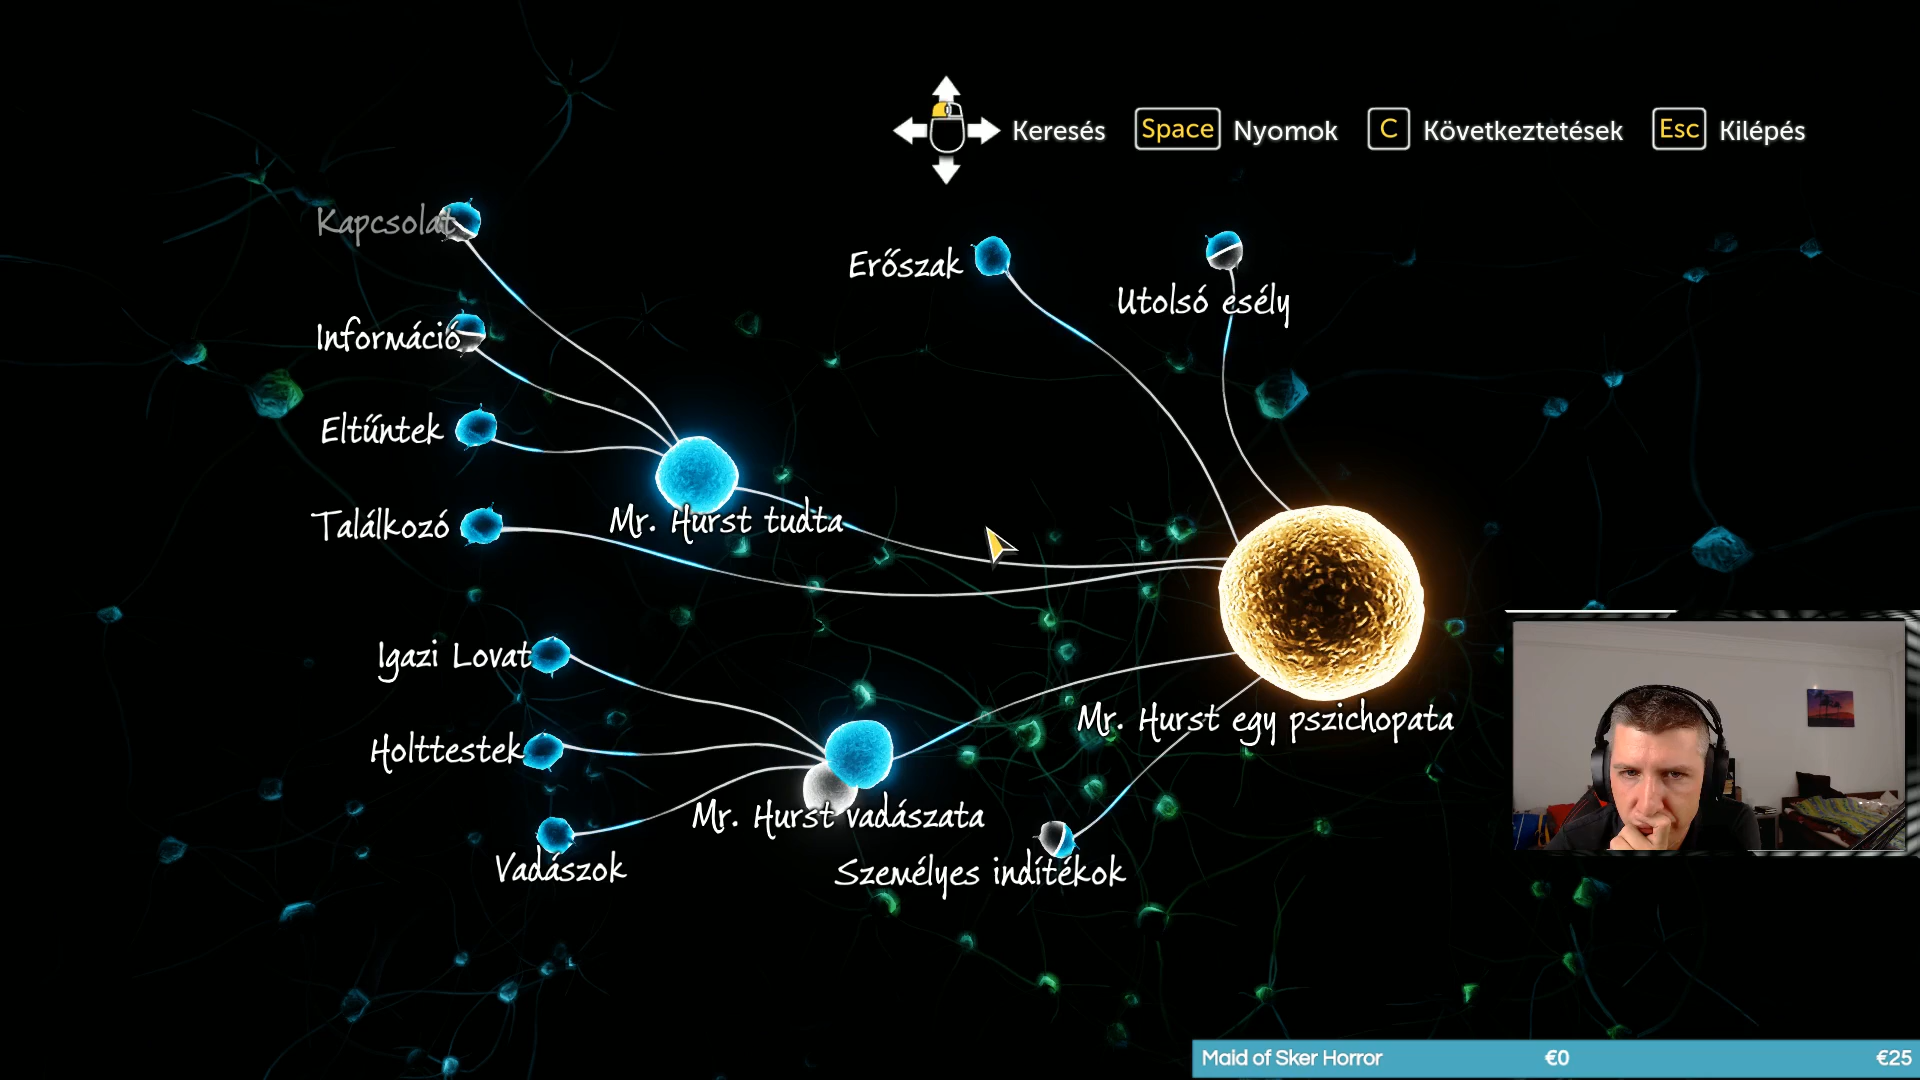 Keresés
Space Nyomok
C Következtetések
Esc Kilépés
Kapcsolat
Erőszak
Utolsó esély
Információ
Eltűntek
Találkozó
Mr. Hurst tudta
Igazi Lovat
Mr. Hurst egy pszichopata
Holttestek
Mr. Hurst vadászata
Vadászok
Személyes indítékok
Maid of Sker Horror €0 €25